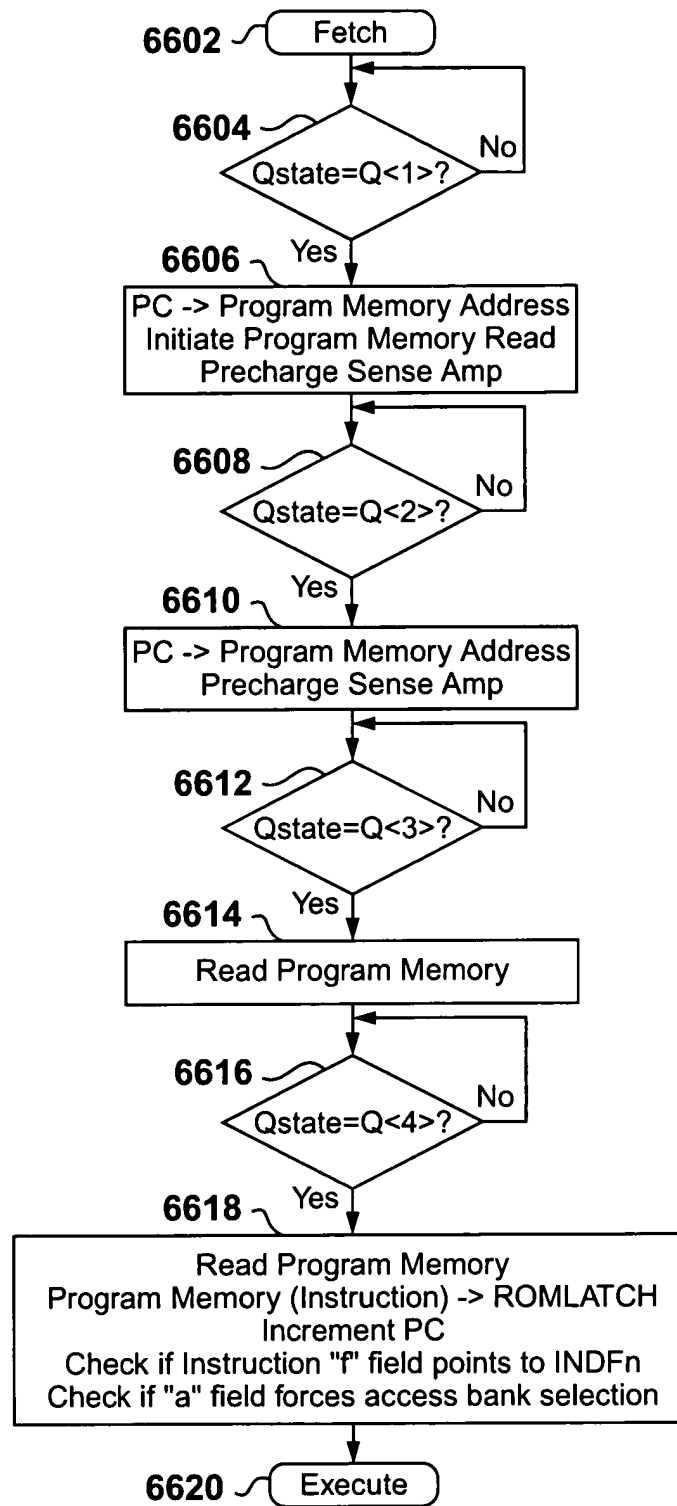 6602
Fetch
6604
Qstate=Q<1>?
No
Yes
6606
PC -> Program Memory Address
Initiate Program Memory Read
Precharge Sense Amp
6608
Qstate=Q<2>?
No
Yes
6610
PC -> Program Memory Address
Precharge Sense Amp
6612
Qstate=Q<3>?
No
Yes
6614
Read Program Memory
6616
Qstate=Q<4>?
No
Yes
6618
Read Program Memory
Program Memory (Instruction) -> ROMLATCH
Increment PC
Check if Instruction "f" field points to INDFn
Check if "a" field forces access bank selection
6620
Execute